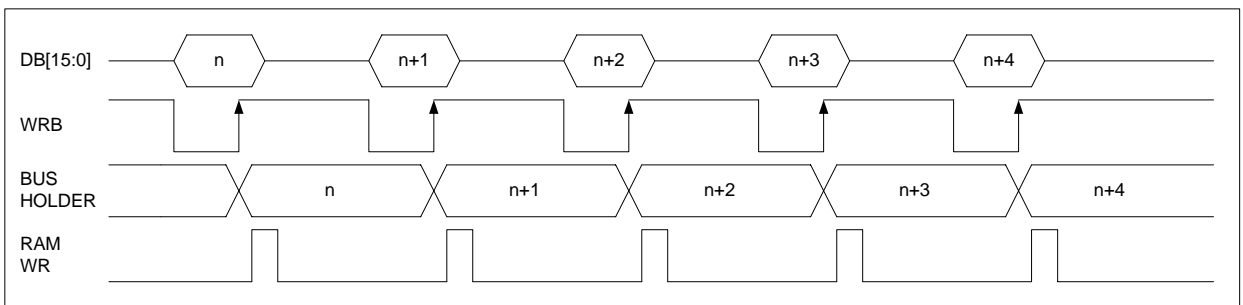 DB[15:0] n n+1 n+2 n+3 n+4
WRB
BUS
HOLDER
n n+1 n+2 n+3 n+4
RAM
WR